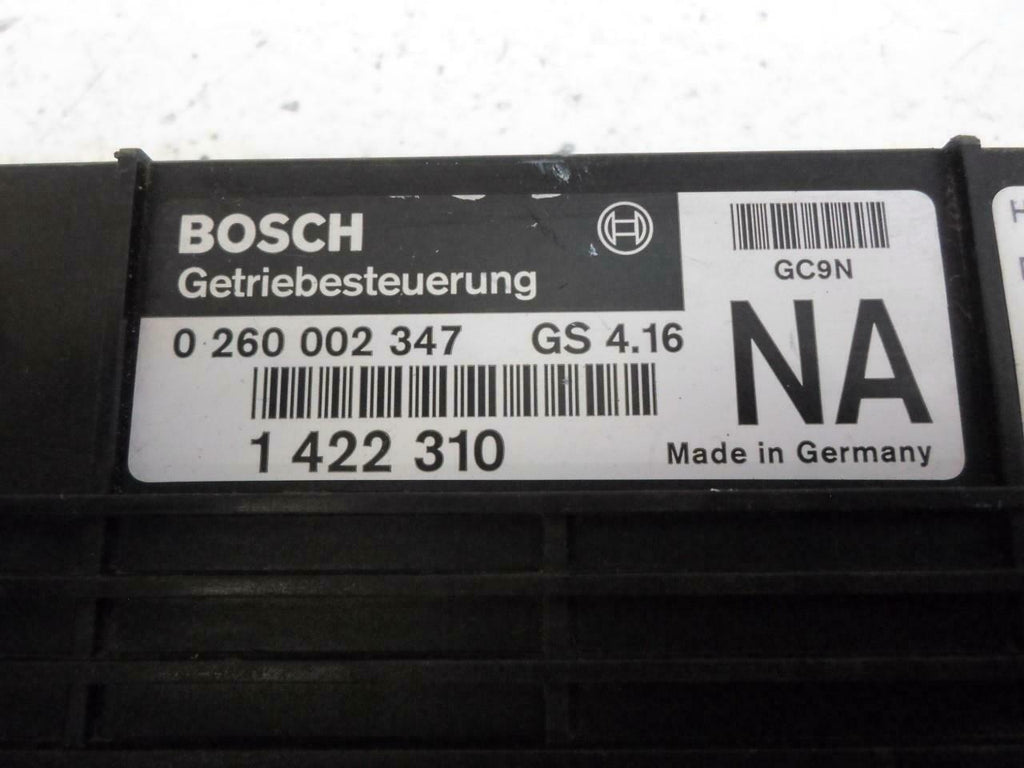 BOSCH
Getriebesteuerung
0 260 002 347 GS 4.16
1 422 310
GC9N
NA
Made in Germany
H